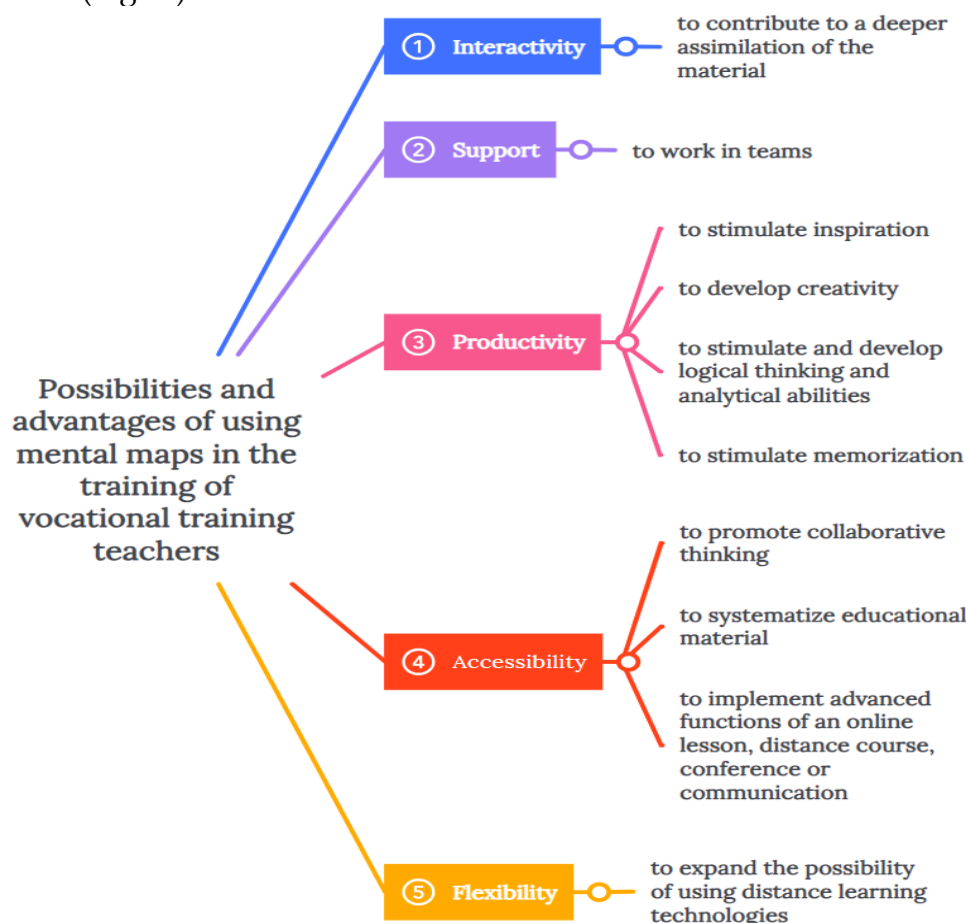 1 Interactivity
to contribute to a deeper
assimilation of the
material
2 Support
to work in teams
3 Productivity
to stimulate inspiration
to develop creativity
to stimulate and develop
logical thinking and
analytical abilities
to stimulate memorization
Possibilities and
advantages of using
mental maps in the
training of
vocational training
teachers
4 Accessibility
to promote collaborative
thinking
to systematize educational
material
to implement advanced
functions of an online
lesson, distance course,
conference or
communication
5 Flexibility
to expand the possibility
of using distance learning
technologies